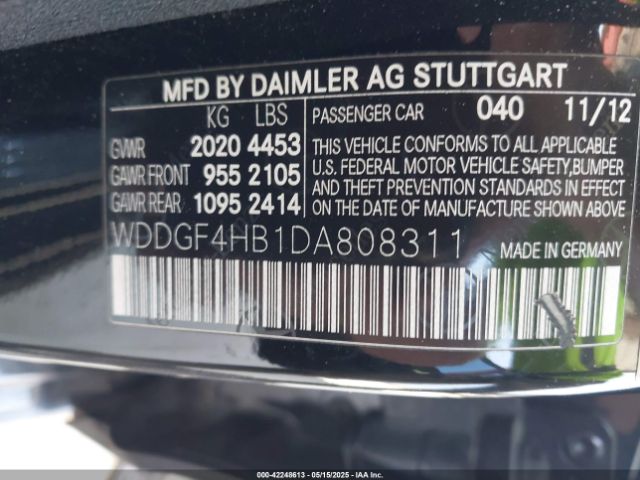 MFD BY DAIMLER AG STUTTGART
KG LBS
GVWR 2020 4453
GAWR FRONT 955 2105
GAWR REAR 1095 2414
PASSENGER CAR 040 11/12
THIS VEHICLE CONFORMS TO ALL APPLICABLE
U.S. FEDERAL MOTOR VEHICLE SAFETY,BUMPER
AND THEFT PREVENTION STANDARDS IN EFFECT
ON THE DATE OF MANUFACTURE SHOWN ABOVE
WDDGF4HB1DA808311 MADE IN GERMANY
000-42248613 — 05/15/2025 — IAA, Inc.